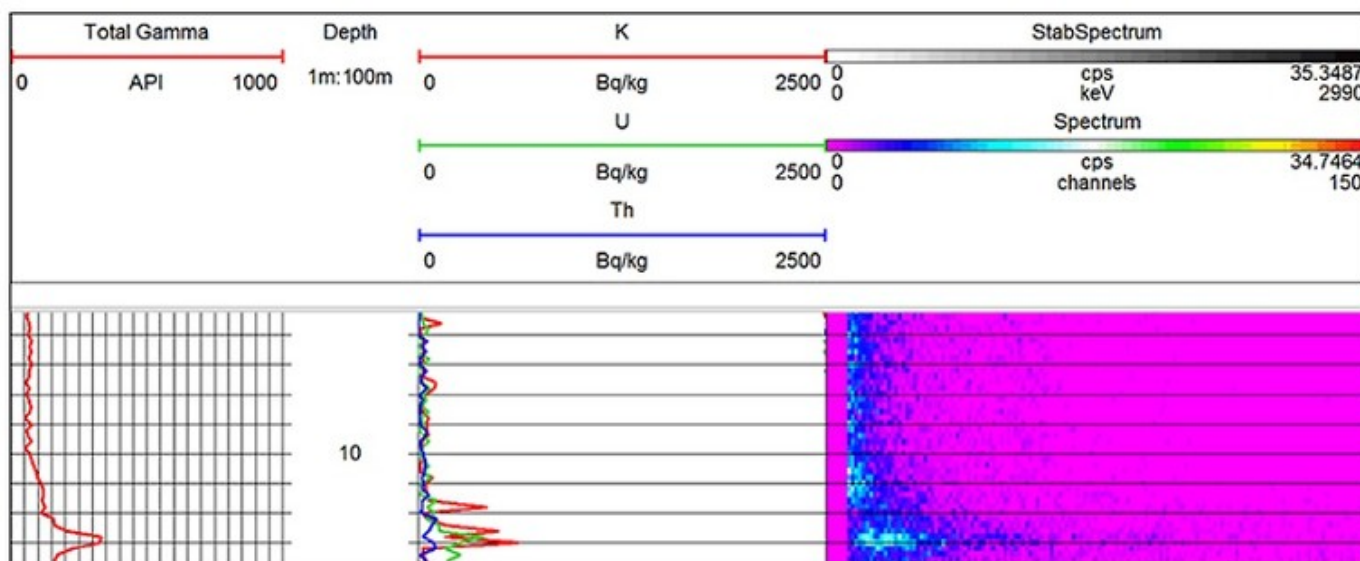 Total Gamma Depth K StabSpectrum
0 API 1000 1m:100m 0 Bq/kg 2500 0 cps 35.3487
0 keV 2990
U Spectrum
0 Bq/kg 2500 0 cps 34.7464
0 channels 150
Th
0 Bq/kg 2500
10